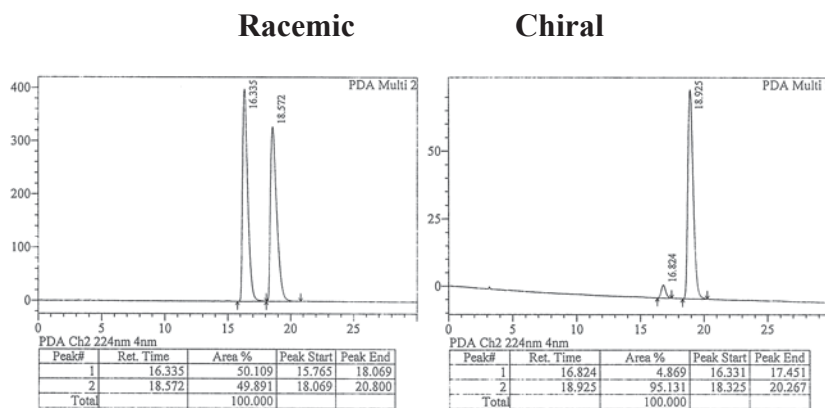 Racemic
Chiral
PDA Multi 2
400
300
200
100
0
16.335
18.572
0 5 10 15 20 25
PDA Ch2 224nm 4nm
Peak# Ret. Time Area % Peak Start Peak End
1 16.335 50.109 15.765 18.069
2 18.572 49.891 18.069 20.800
Total 100.000
PDA Multi
50
25
0
16.824
18.925
0 5 10 15 20 25
PDA Ch2 224nm 4nm
Peak# Ret. Time Area % Peak Start Peak End
1 16.824 4.869 16.331 17.451
2 18.925 95.131 18.325 20.267
Total 100.000